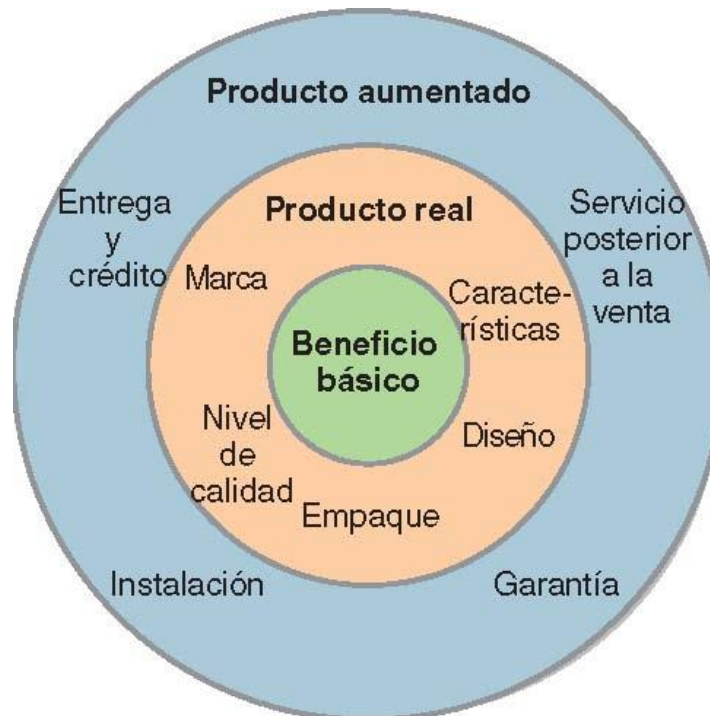 Producto aumentado
Entrega
y
crédito
Producto real
Servicio
posterior
a la
venta
Marca
Caracte-
rísticas
Beneficio
básico
Nivel
de
calidad
Diseño
Empaque
Instalación
Garantía